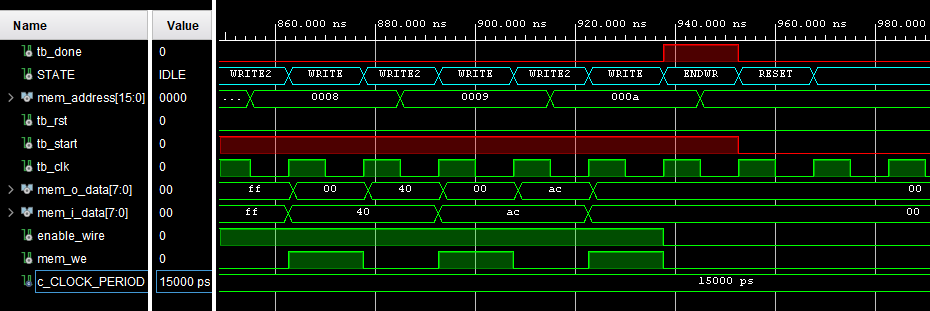 Name Value 860.000 ns 880.000 ns 900.000 ns 920.000 ns 940.000 ns 960.000 ns 980.000
tb_done 0
STATE IDLE WRITE2 WRITE WRITE2 WRITE WRITE2 WRITE ENDWR RESET
mem_address[15:0] 0000 ... 0008 0009 000a
tb_rst 0
tb_start 0
tb_clk 0
mem_o_data[7:0] 00 ff 00 40 00 ac 00
mem_i_data[7:0] 00 ff 40 ac 00
enable_wire 0
mem_we 0
c_CLOCK_PERIOD 15000 ps 15000 ps